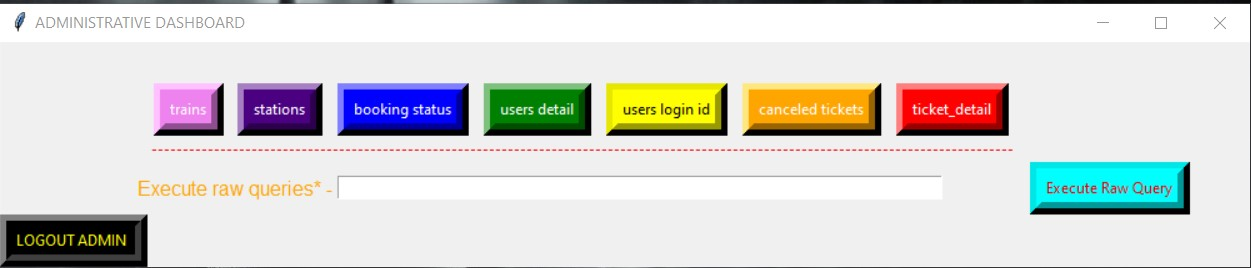 ADMINISTRATIVE DASHBOARD
trains stations booking status users detail users login id canceled tickets ticket_detail
Execute raw queries* - Execute Raw Query
LOGOUT ADMIN